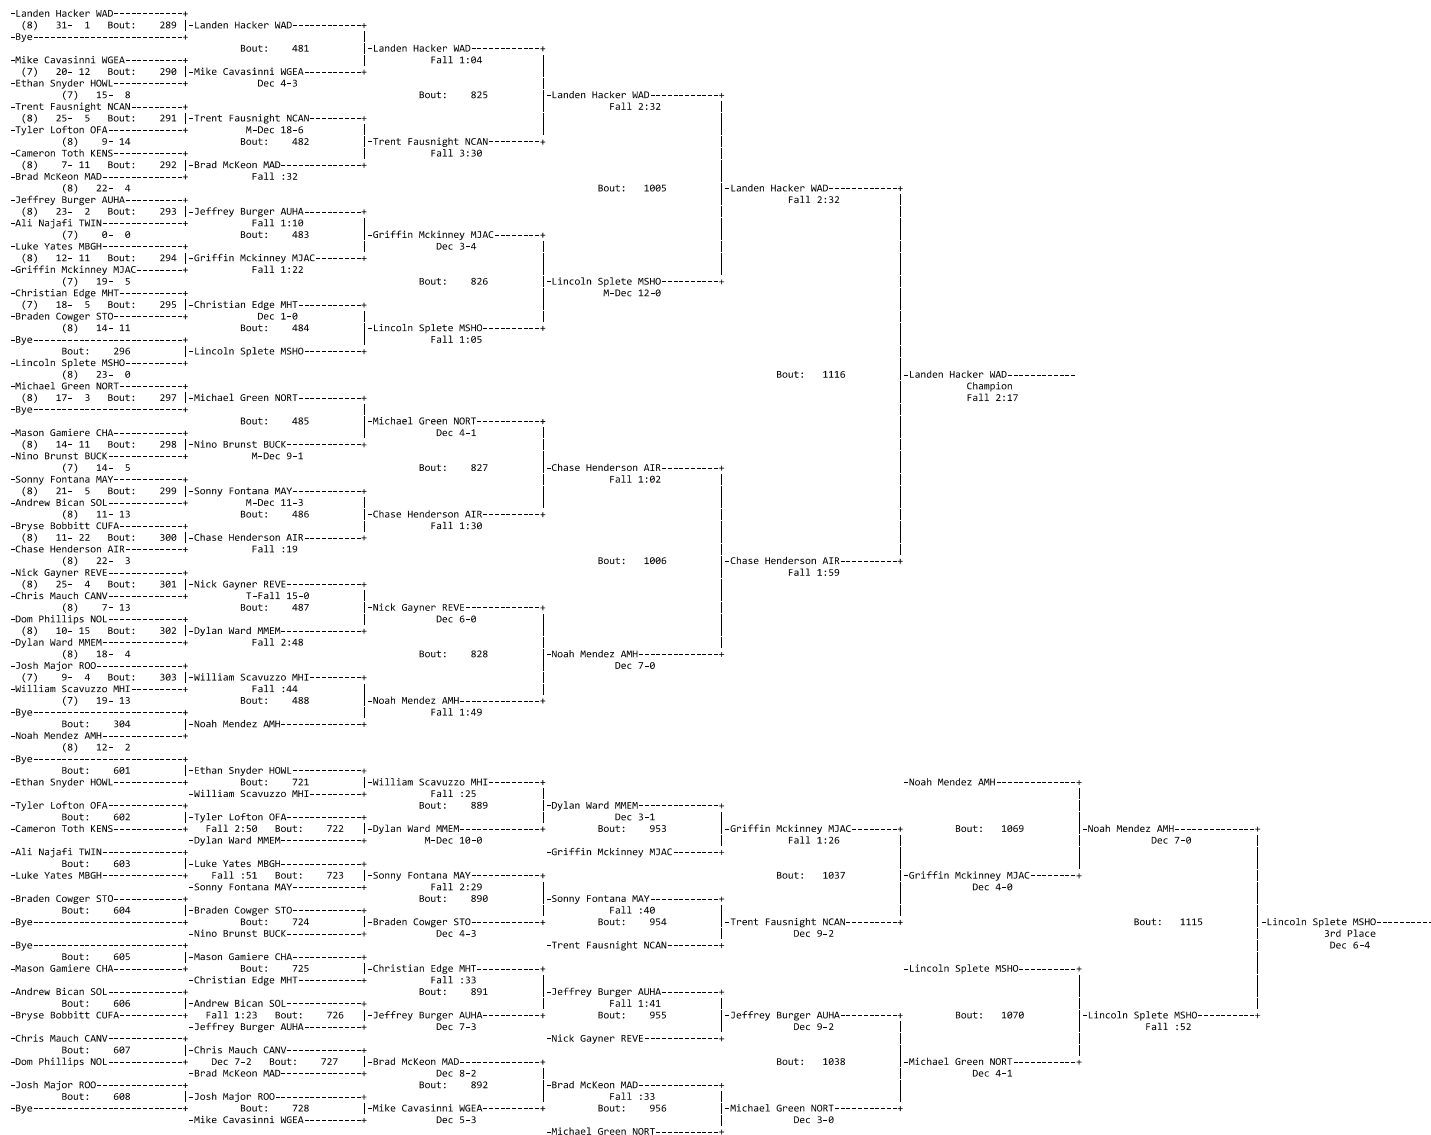 -Landen Hacker WAD------------+
(8) 31- 1 Bout: 289 |-Landen Hacker WAD------------+
-Bye--------------------------+ |
Bout: 481 |-Landen Hacker WAD------------+
-Mike Cavasinni WGEA----------+ | Fall 1:04 |
(7) 20- 12 Bout: 290 |-Mike Cavasinni WGEA----------+ |
-Ethan Snyder HOWL------------+ Dec 4-3 |
(7) 15- 8 Bout: 825 |-Landen Hacker WAD------------+
-Trent Fausnight NCAN---------+ | Fall 2:32 |
(8) 25- 5 Bout: 291 |-Trent Fausnight NCAN---------+ | |
-Tyler Lofton OFA-------------+ M-Dec 18-6 | | |
(8) 9- 14 Bout: 482 |-Trent Fausnight NCAN---------+ |
-Cameron Toth KENS------------+ | Fall 3:30 |
(8) 7- 11 Bout: 292 |-Brad McKeon MAD--------------+ |
-Brad McKeon MAD--------------+ Fall :32 |
(8) 22- 4 Bout: 1005 |-Landen Hacker WAD------------+
-Jeffrey Burger AUHA----------+ | Fall 2:32 |
(8) 23- 2 Bout: 293 |-Jeffrey Burger AUHA----------+ | |
-Ali Najafi TWIN--------------+ Fall 1:10 | | |
(7) 0- 0 Bout: 483 |-Griffin Mckinney MJAC--------+ | |
-Luke Yates MBGH--------------+ | Dec 3-4 | | |
(8) 12- 11 Bout: 294 |-Griffin Mckinney MJAC--------+ | | |
-Griffin Mckinney MJAC--------+ Fall 1:22 | | |
(7) 19- 5 Bout: 826 |-Lincoln Splete MSHO----------+ |
-Christian Edge MHT-----------+ | M-Dec 12-0 |
(7) 18- 5 Bout: 295 |-Christian Edge MHT-----------+ | |
-Braden Cowger STO------------+ Dec 1-0 | | |
(8) 14- 11 Bout: 484 |-Lincoln Splete MSHO----------+ |
-Bye--------------------------+ | Fall 1:05 |
Bout: 296 |-Lincoln Splete MSHO----------+ |
-Lincoln Splete MSHO----------+ |
(8) 23- 0 Bout: 1116 |-Landen Hacker WAD------------
-Michael Green NORT-----------+ | Champion
(8) 17- 3 Bout: 297 |-Michael Green NORT-----------+ | Fall 2:17
-Bye--------------------------+ | |
Bout: 485 |-Michael Green NORT-----------+ |
-Mason Gamiere CHA------------+ | Dec 4-1 | |
(8) 14- 11 Bout: 298 |-Nino Brunst BUCK-------------+ | |
-Nino Brunst BUCK-------------+ M-Dec 9-1 | |
(7) 14- 5 Bout: 827 |-Chase Henderson AIR----------+ |
-Sonny Fontana MAY------------+ | Fall 1:02 | |
(8) 21- 5 Bout: 299 |-Sonny Fontana MAY------------+ | | |
-Andrew Bican SOL-------------+ M-Dec 11-3 | | | |
(8) 11- 13 Bout: 486 |-Chase Henderson AIR----------+ | |
-Bryse Bobbitt CUFA-----------+ | Fall 1:30 | |
(8) 11- 22 Bout: 300 |-Chase Henderson AIR----------+ | |
-Chase Henderson AIR----------+ Fall :19 | |
(8) 22- 3 Bout: 1006 |-Chase Henderson AIR----------+
-Nick Gayner REVE-------------+ | Fall 1:59
(8) 25- 4 Bout: 301 |-Nick Gayner REVE-------------+ |
-Chris Mauch CANV-------------+ T-Fall 15-0 | |
(8) 7- 13 Bout: 487 |-Nick Gayner REVE-------------+ |
-Dom Phillips NOL-------------+ | Dec 6-0 | |
(8) 10- 15 Bout: 302 |-Dylan Ward MMEM--------------+ | |
-Dylan Ward MMEM--------------+ Fall 2:48 | |
(8) 18- 4 Bout: 828 |-Noah Mendez AMH--------------+
-Josh Major ROO---------------+ | Dec 7-0
(7) 9- 4 Bout: 303 |-William Scavuzzo MHI---------+ |
-William Scavuzzo MHI---------+ Fall :44 | |
(7) 19- 13 Bout: 488 |-Noah Mendez AMH--------------+
-Bye--------------------------+ | Fall 1:49
Bout: 304 |-Noah Mendez AMH--------------+
-Noah Mendez AMH--------------+
(8) 12- 2
-Bye--------------------------+
Bout: 601 |-Ethan Snyder HOWL------------+
-Ethan Snyder HOWL------------+ Bout: 721 |-William Scavuzzo MHI---------+ -Noah Mendez AMH--------------+
-William Scavuzzo MHI---------+ Fall :25 | |
-Tyler Lofton OFA-------------+ Bout: 889 |-Dylan Ward MMEM--------------+ |
Bout: 602 |-Tyler Lofton OFA-------------+ | Dec 3-1 | |
-Cameron Toth KENS------------+ Fall 2:50 Bout: 722 |-Dylan Ward MMEM--------------+ Bout: 953 |-Griffin Mckinney MJAC--------+ Bout: 1069 |-Noah Mendez AMH--------------+
-Dylan Ward MMEM--------------+ M-Dec 10-0 | Fall 1:26 | | Dec 7-0 |
-Ali Najafi TWIN--------------+ -Griffin Mckinney MJAC--------+ | | |
Bout: 603 |-Luke Yates MBGH--------------+ | | |
-Luke Yates MBGH--------------+ Fall :51 Bout: 723 |-Sonny Fontana MAY------------+ Bout: 1037 |-Griffin Mckinney MJAC--------+ |
-Sonny Fontana MAY------------+ Fall 2:29 | | Dec 4-0 |
-Braden Cowger STO------------+ Bout: 890 |-Sonny Fontana MAY------------+ | |
Bout: 604 |-Braden Cowger STO------------+ | Fall :40 | | |
-Bye--------------------------+ Bout: 724 |-Braden Cowger STO------------+ Bout: 954 |-Trent Fausnight NCAN---------+ Bout: 1115 |-Lincoln Splete MSHO----------
-Nino Brunst BUCK-------------+ Dec 4-3 | Dec 9-2 | 3rd Place
-Bye--------------------------+ -Trent Fausnight NCAN---------+ | Dec 6-4
Bout: 605 |-Mason Gamiere CHA------------+ |
-Mason Gamiere CHA------------+ Bout: 725 |-Christian Edge MHT-----------+ -Lincoln Splete MSHO----------+ |
-Christian Edge MHT-----------+ Fall :33 | | |
-Andrew Bican SOL-------------+ Bout: 891 |-Jeffrey Burger AUHA----------+ | |
Bout: 606 |-Andrew Bican SOL-------------+ | Fall 1:41 | | |
-Bryse Bobbitt CUFA-----------+ Fall 1:23 Bout: 726 |-Jeffrey Burger AUHA----------+ Bout: 955 |-Jeffrey Burger AUHA----------+ Bout: 1070 |-Lincoln Splete MSHO----------+
-Jeffrey Burger AUHA----------+ Dec 7-3 | Dec 9-2 | | Fall :52
-Chris Mauch CANV-------------+ -Nick Gayner REVE-------------+ | |
Bout: 607 |-Chris Mauch CANV-------------+ | |
-Dom Phillips NOL-------------+ Dec 7-2 Bout: 727 |-Brad McKeon MAD--------------+ Bout: 1038 |-Michael Green NORT-----------+
-Brad McKeon MAD--------------+ Dec 8-2 | | Dec 4-1
-Josh Major ROO---------------+ Bout: 892 |-Brad McKeon MAD--------------+ |
Bout: 608 |-Josh Major ROO---------------+ | Fall :33 | |
-Bye--------------------------+ Bout: 728 |-Mike Cavasinni WGEA----------+ Bout: 956 |-Michael Green NORT-----------+
-Mike Cavasinni WGEA----------+ Dec 5-3 | Dec 3-0
-Michael Green NORT-----------+